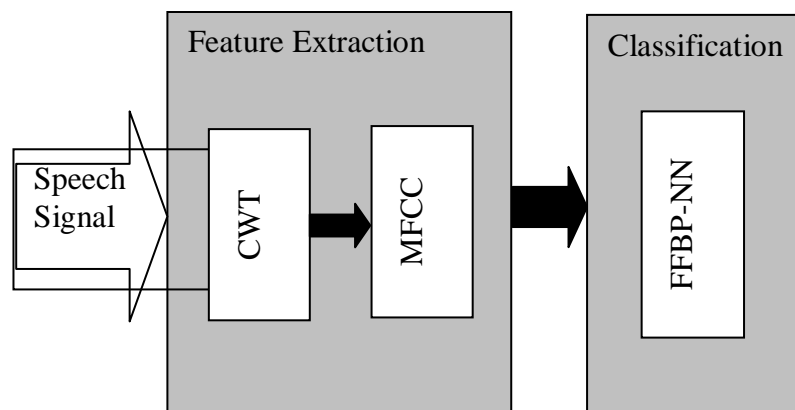 Feature Extraction
Classification
Speech
Signal
CWT
MFCC
FFBP-NN